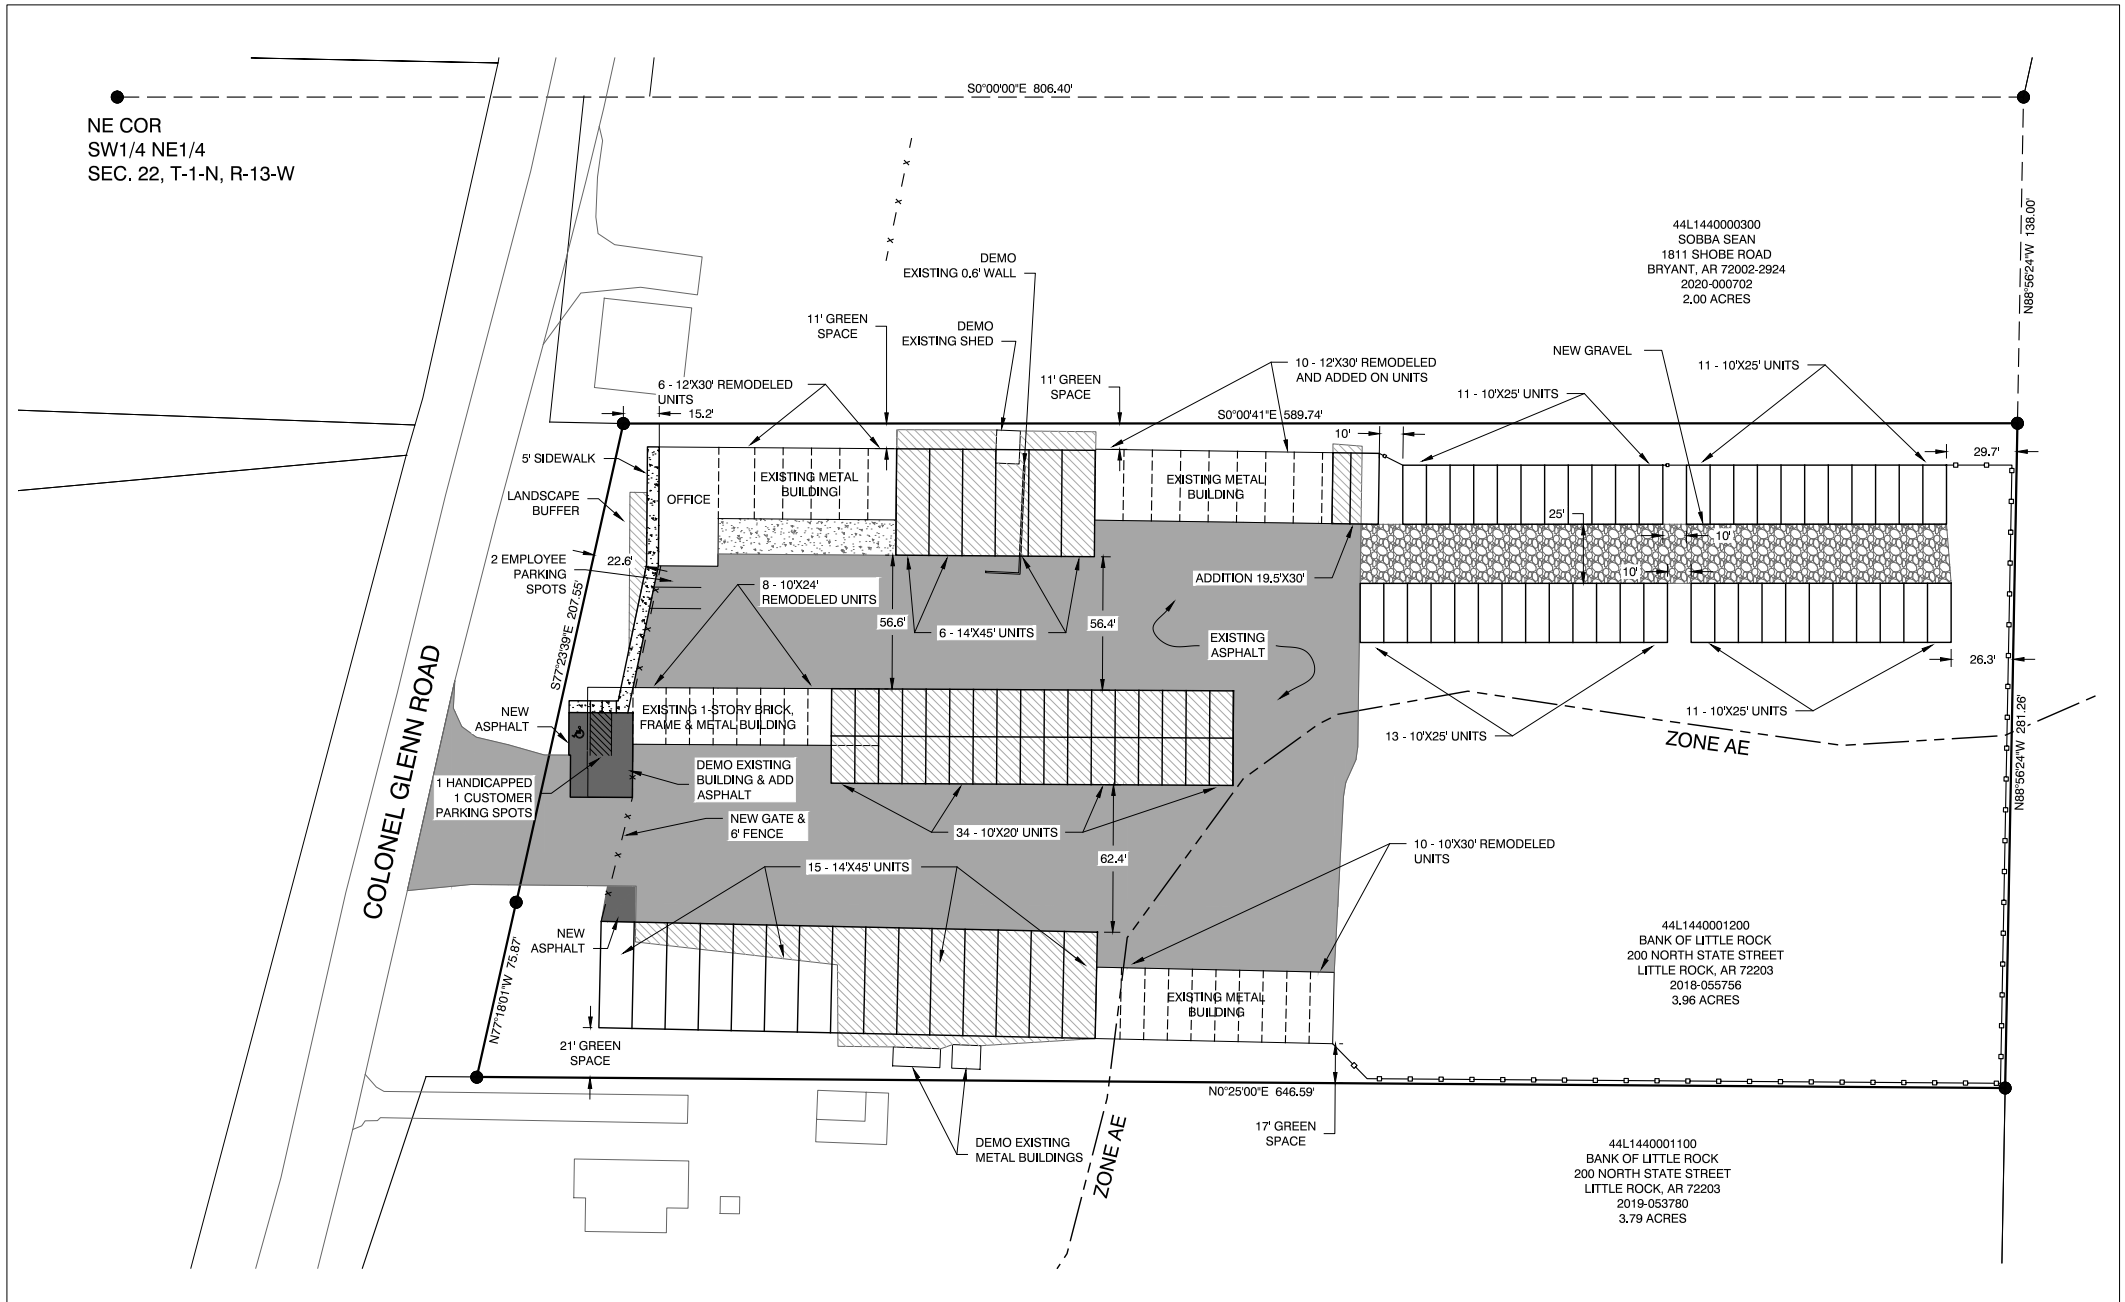 S0°00'00"E 806.40'
NE COR
SW1/4 NE1/4
SEC. 22, T-1-N, R-13-W
N88°56'24"W 138.00'
44L1440000300
SOBBA SEAN
1811 SHOBE ROAD
BRYANT, AR 72002-2924
2020-000702
2.00 ACRES
DEMO
EXISTING 0.6' WALL
11' GREEN
SPACE
DEMO
EXISTING SHED
NEW GRAVEL
10 - 12'X30' REMODELED
AND ADDED ON UNITS
11 - 10'X25' UNITS
6 - 12'X30' REMODELED
UNITS
11' GREEN
SPACE
11 - 10'X25' UNITS
15.2'
S0°00'41"E 589.74'
10'
29.7'
5' SIDEWALK
OFFICE
EXISTING METAL
BUILDING
EXISTING METAL
BUILDING
LANDSCAPE
BUFFER
25'
10'
2 EMPLOYEE
PARKING
SPOTS
22.6'
10'
ADDITION 19.5'X30'
8 - 10'X24'
REMODELED UNITS
56.6'
6 - 14'X45' UNITS
56.4'
EXISTING
ASPHALT
26.3'
S77°23'39"E 207.55'
COLONEL GLENN ROAD
NEW
ASPHALT
EXISTING 1-STORY BRICK,
FRAME & METAL BUILDING
11 - 10'X25' UNITS
13 - 10'X25' UNITS
ZONE AE
N88°56'24"W 281.26'
1 HANDICAPPED
1 CUSTOMER
PARKING SPOTS
DEMO EXISTING
BUILDING & ADD
ASPHALT
NEW GATE &
6' FENCE
34 - 10'X20' UNITS
62.4'
10 - 10'X30' REMODELED
UNITS
15 - 14'X45' UNITS
NEW
ASPHALT
N77°18'01"W 75.87'
44L1440001200
BANK OF LITTLE ROCK
200 NORTH STATE STREET
LITTLE ROCK, AR 72203
2018-055756
3.96 ACRES
EXISTING METAL
BUILDING
21' GREEN
SPACE
N0°25'00"E 646.59'
17' GREEN
SPACE
DEMO EXISTING
METAL BUILDINGS
ZONE AE
44L1440001100
BANK OF LITTLE ROCK
200 NORTH STATE STREET
LITTLE ROCK, AR 72203
2019-053780
3.79 ACRES